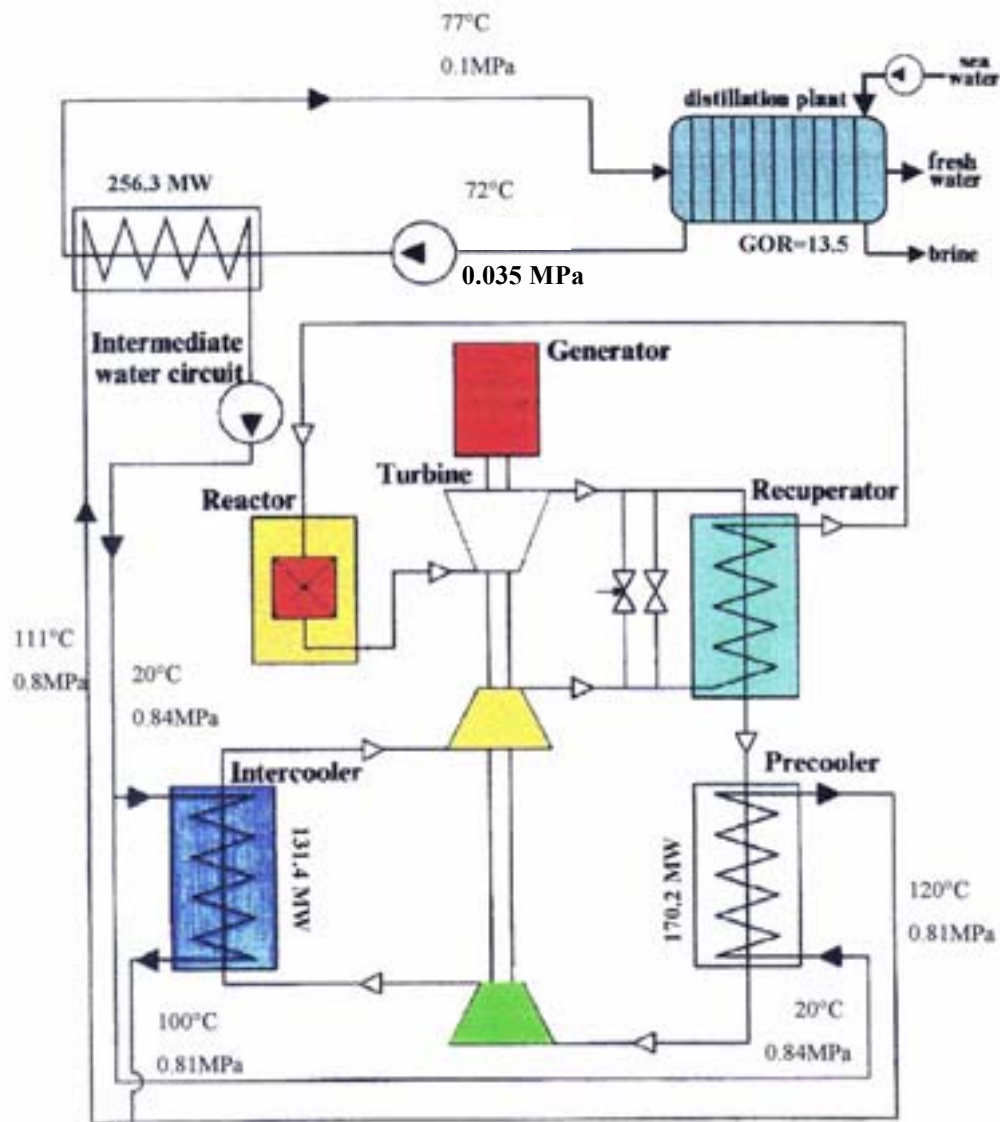 77°C
0.1MPa
sea
water
distillation plant
256.3 MW
72°C
fresh
water
GOR=13.5
brine
0.035 MPa
Intermediate
water circuit
Generator
Turbine
Reactor
Recuperator
111°C
0.8MPa
20°C
0.84MPa
Intercooler
Precooler
131.4 MW
170.2 MW
120°C
0.81MPa
100°C
0.81MPa
20°C
0.84MPa